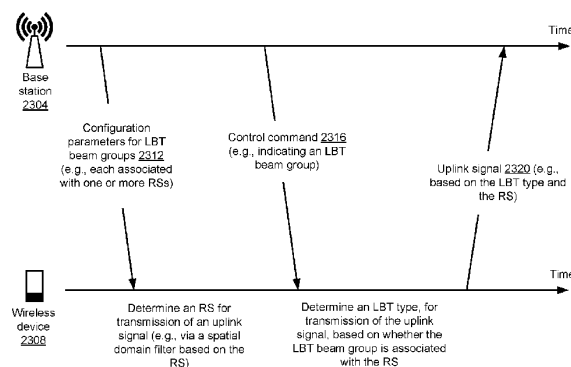 Time
Base
station
2304
Configuration
parameters for LBT
beam groups 2312
(e.g., each associated
with one or more RSs)
Control command 2316
(e.g., indicating an LBT
beam group)
Uplink signal 2320 (e.g.,
based on the LBT type and
the RS)
Time
Wireless
device
2308
Determine an RS for
transmission of an uplink
signal (e.g., via a spatial
domain filter based on the
RS)
Determine an LBT type, for
transmission of the uplink
signal, based on whether the
LBT beam group is associated
with the RS